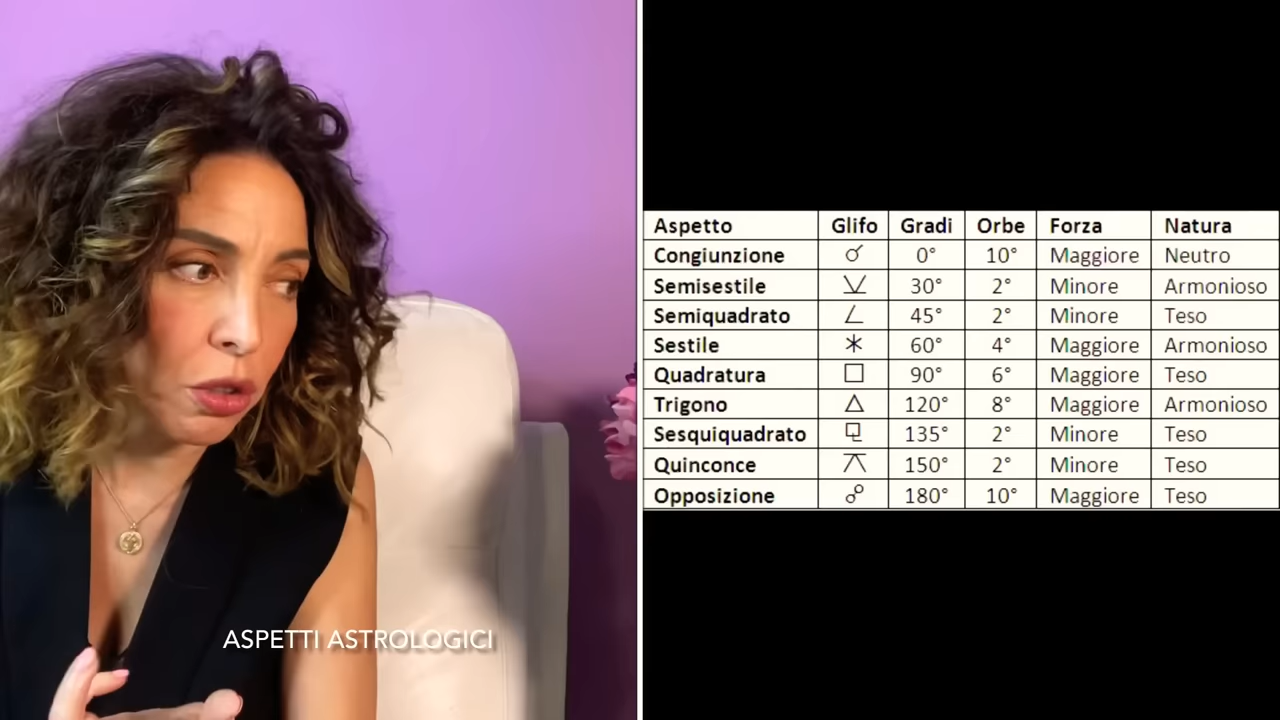 ASPETTI ASTROLOGICI
Aspetto Glifo Gradi Orbe Forza Natura
Congiunzione ☌ 0° 10° Maggiore Neutro
Semisestile ⚺ 30° 2° Minore Armonioso
Semiquadrato ∠ 45° 2° Minore Teso
Sestile ⚹ 60° 4° Maggiore Armonioso
Quadratura □ 90° 6° Maggiore Teso
Trigono △ 120° 8° Maggiore Armonioso
Sesquiquadrato ⚼ 135° 2° Minore Teso
Quinconce ⚻ 150° 2° Minore Teso
Opposizione ☍ 180° 10° Maggiore Teso